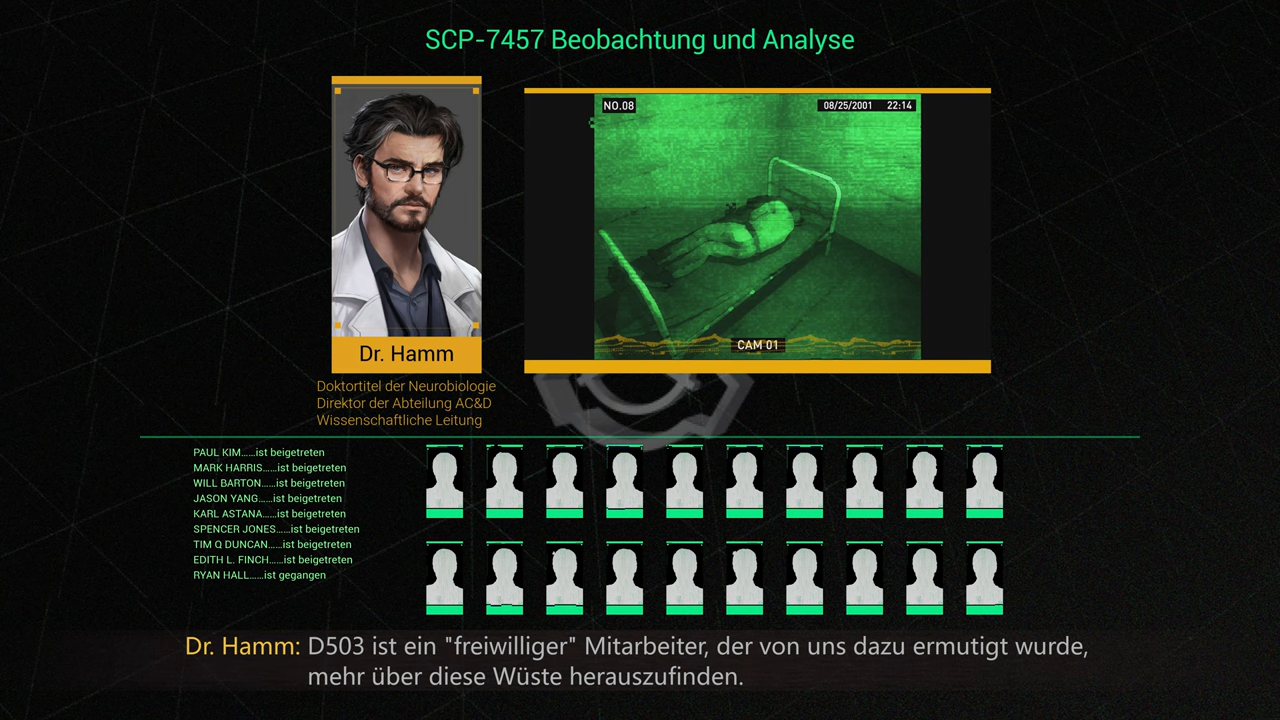 SCP-7457 Beobachtung und Analyse
NO.08
08/25/2001 22:14
CAM 01
Dr. Hamm
Doktortitel der Neurobiologie
Direktor der Abteilung AC&D
Wissenschaftliche Leitung
PAUL KIM......ist beigetreten
MARK HARRIS......ist beigetreten
WILL BARTON......ist beigetreten
JASON YANG......ist beigetreten
KARL ASTANA......ist beigetreten
SPENCER JONES......ist beigetreten
TIM Q DUNCAN......ist beigetreten
EDITH L. FINCH......ist beigetreten
RYAN HALL......ist gegangen
Dr. Hamm: D503 ist ein "freiwilliger" Mitarbeiter, der von uns dazu ermutigt wurde,
mehr über diese Wüste herauszufinden.